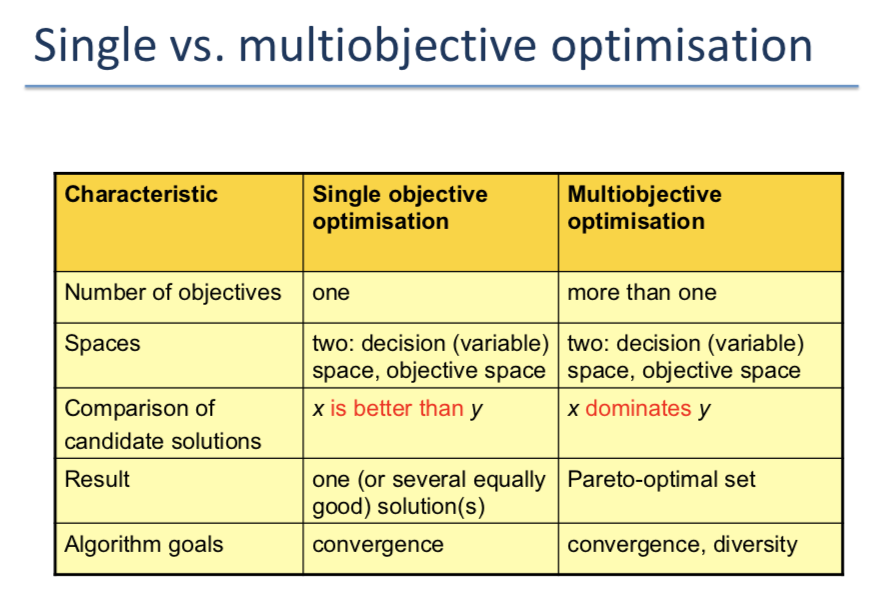 Single vs. multiobjective optimisation
Characteristic
Single objective
optimisation
Multiobjective
optimisation
Number of objectives
one
more than one
Spaces
two: decision (variable)
space, objective space
two: decision (variable)
space, objective space
Comparison of
candidate solutions
x is better than y
x dominates y
Result
one (or several equally
good) solution(s)
Pareto-optimal set
Algorithm goals
convergence
convergence, diversity